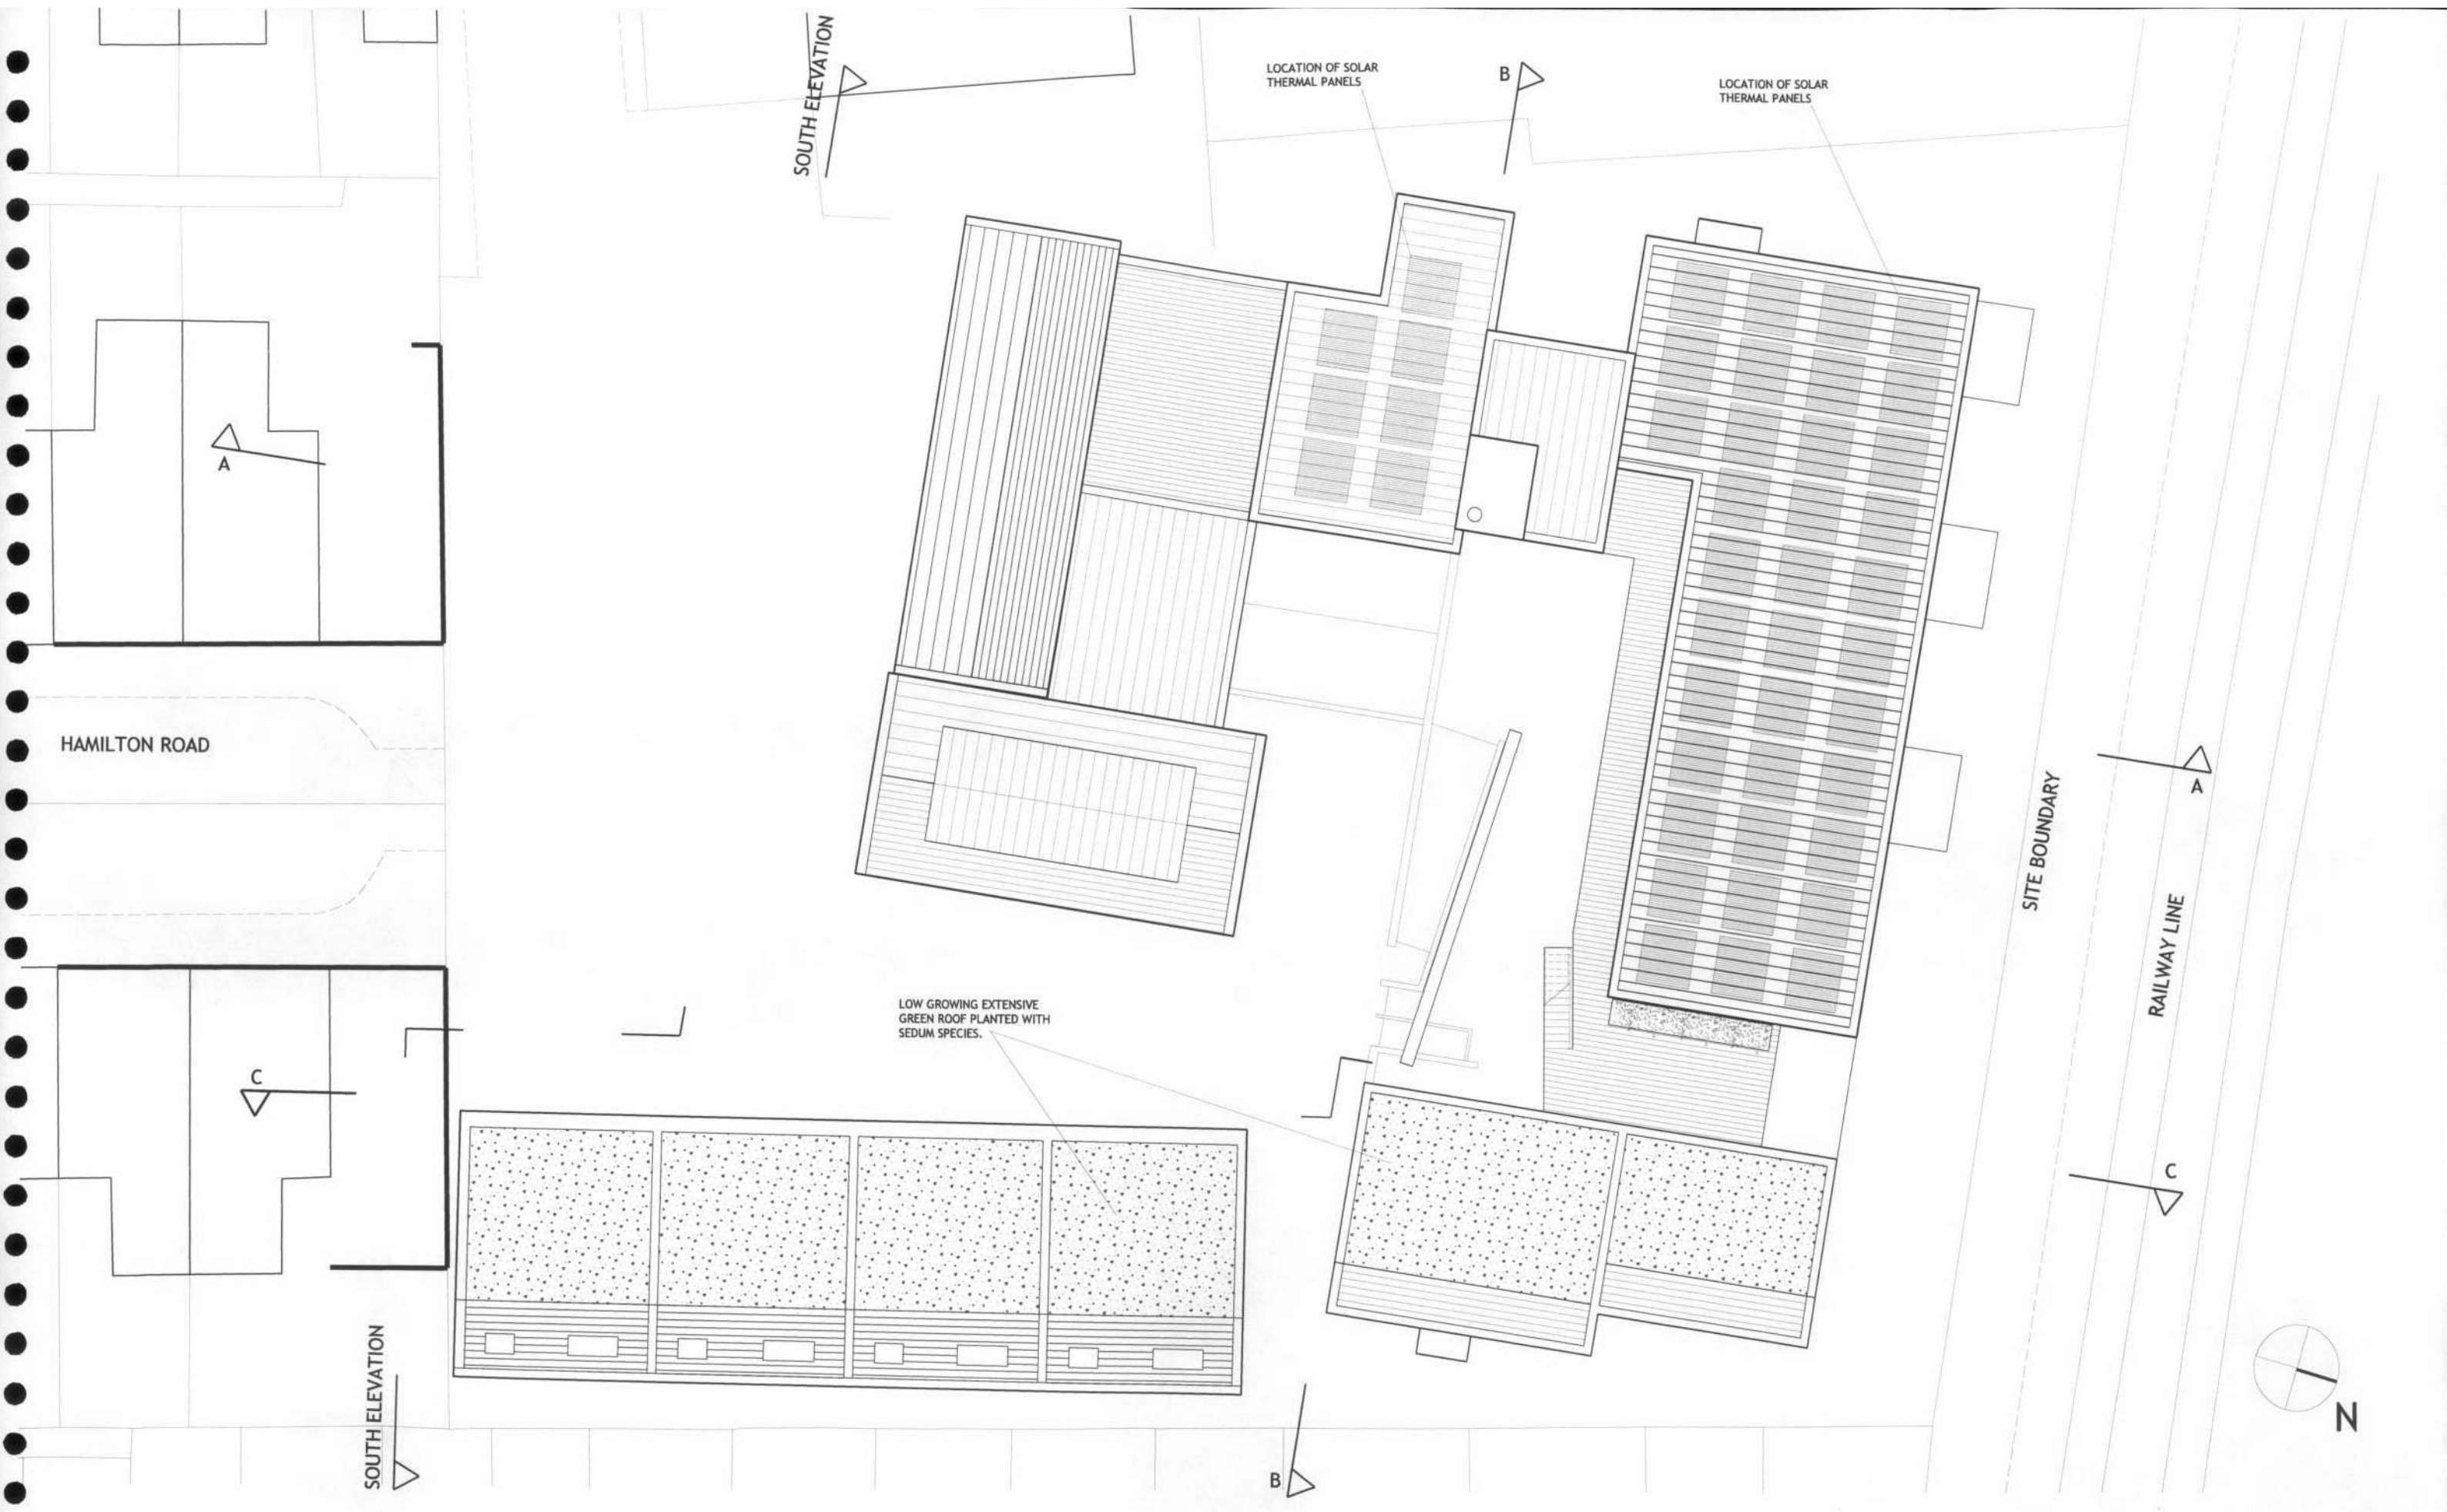 SOUTH ELEVATION
LOCATION OF SOLAR
THERMAL PANELS
B
LOCATION OF SOLAR
THERMAL PANELS
A
HAMILTON ROAD
A
SITE BOUNDARY
RAILWAY LINE
LOW GROWING EXTENSIVE
GREEN ROOF PLANTED WITH
SEDUM SPECIES.
C
C
SOUTH ELEVATION
B
N